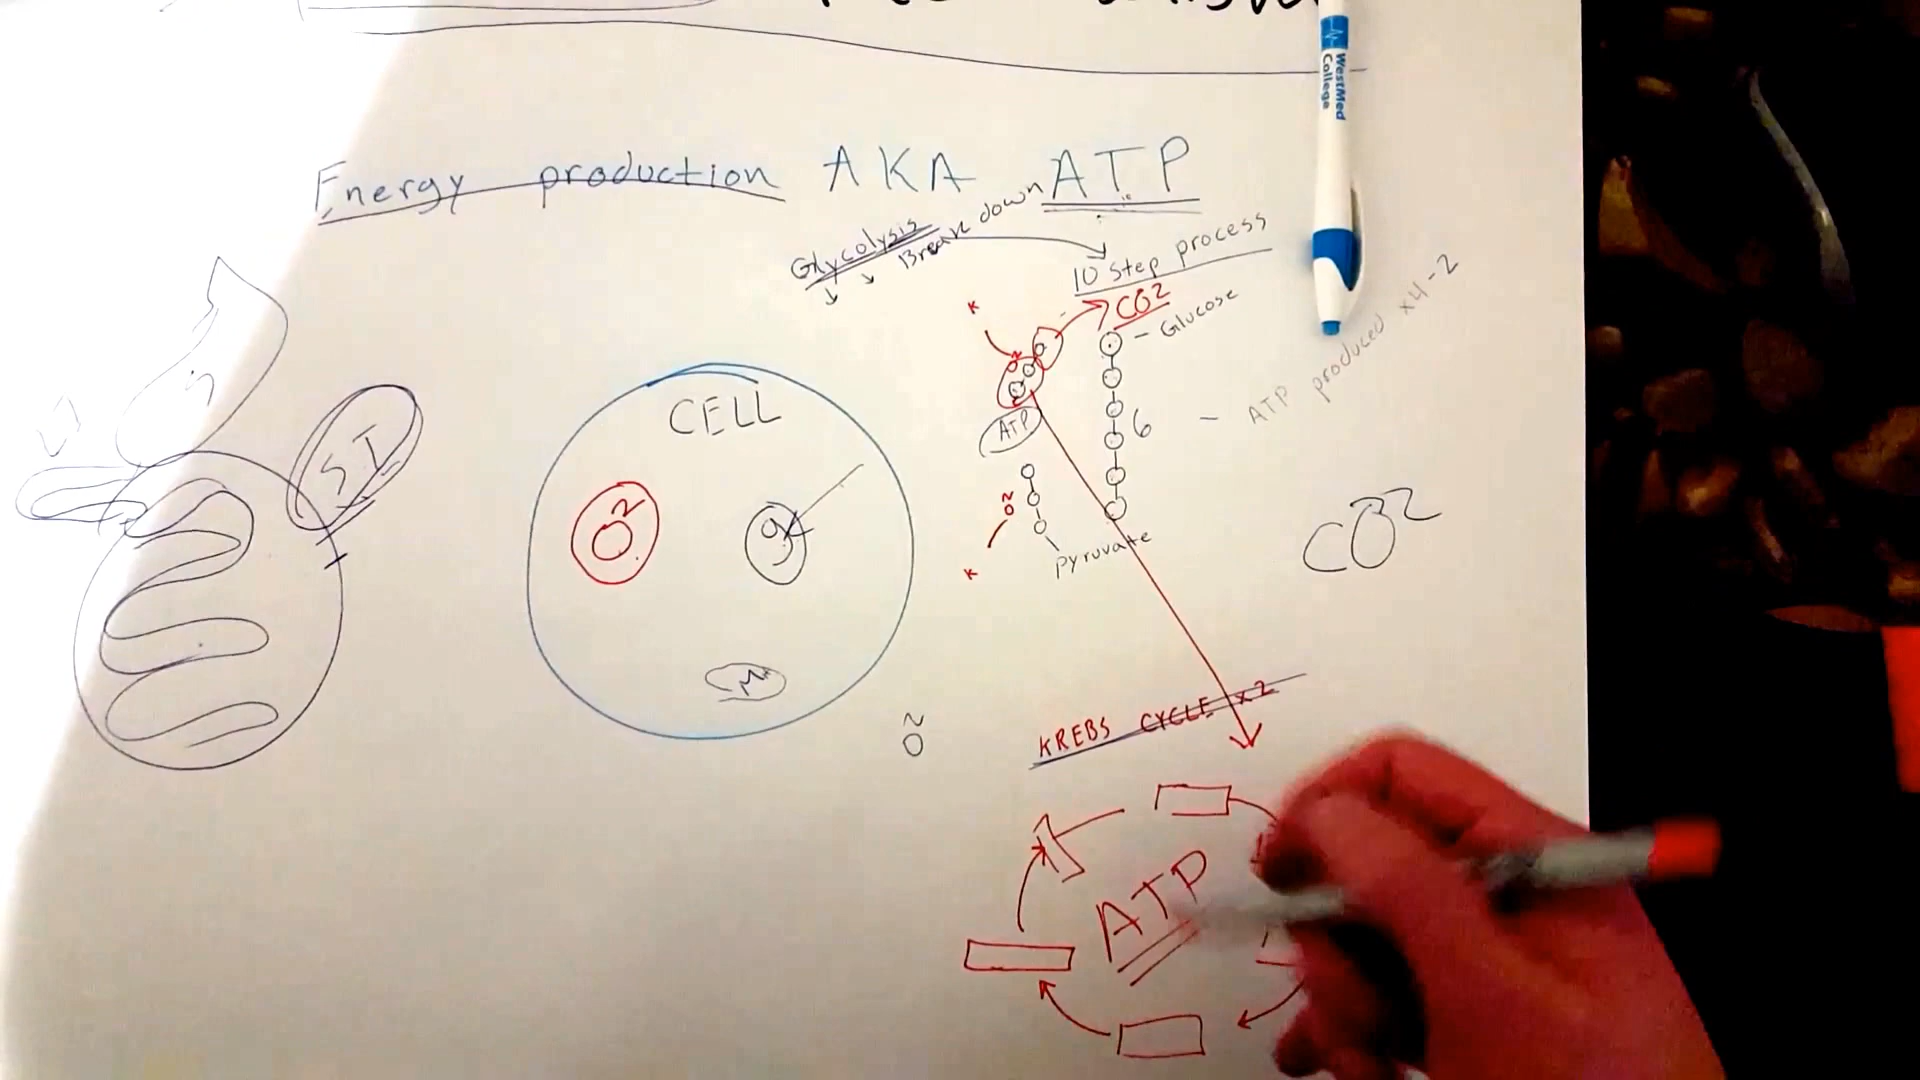 WestMed
College
Energy production AKA ATP
Glycolysis
Break down
10 Step process
CO2
- Glucose
K
ATP
6 - ATP produced x4-2
Pyruvate
K
S
SI
CELL
O2
g
M
CO2
KREBS CYCLE x2
ATP